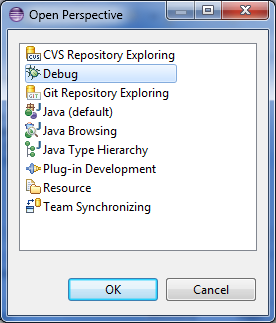 Open Perspective
CVS Repository Exploring
Debug
Git Repository Exploring
Java (default)
Java Browsing
Java Type Hierarchy
Plug-in Development
Resource
Team Synchronizing
OK
Cancel